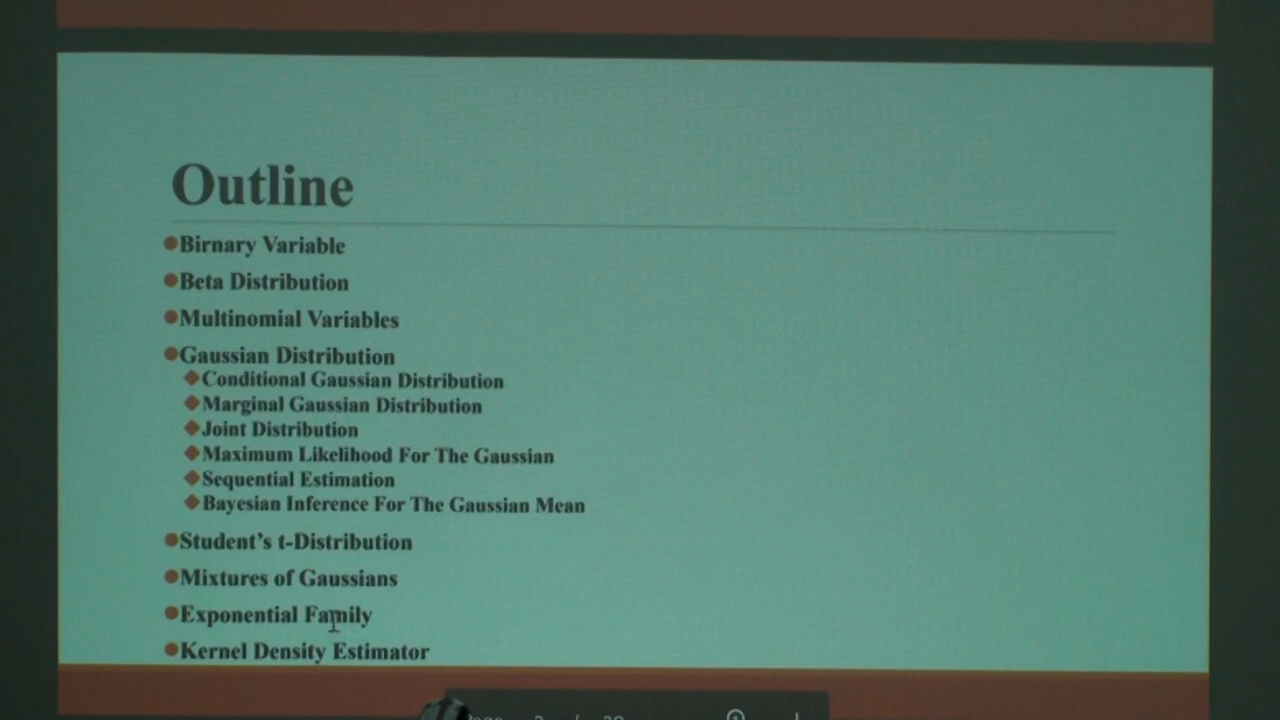 Outline
Birnary Variable
Beta Distribution
Multinomial Variables
Gaussian Distribution
Conditional Gaussian Distribution
Marginal Gaussian Distribution
Joint Distribution
Maximum Likelihood For The Gaussian
Sequential Estimation
Bayesian Inference For The Gaussian Mean
Student's t-Distribution
Mixtures of Gaussians
Exponential Family
Kernel Density Estimator